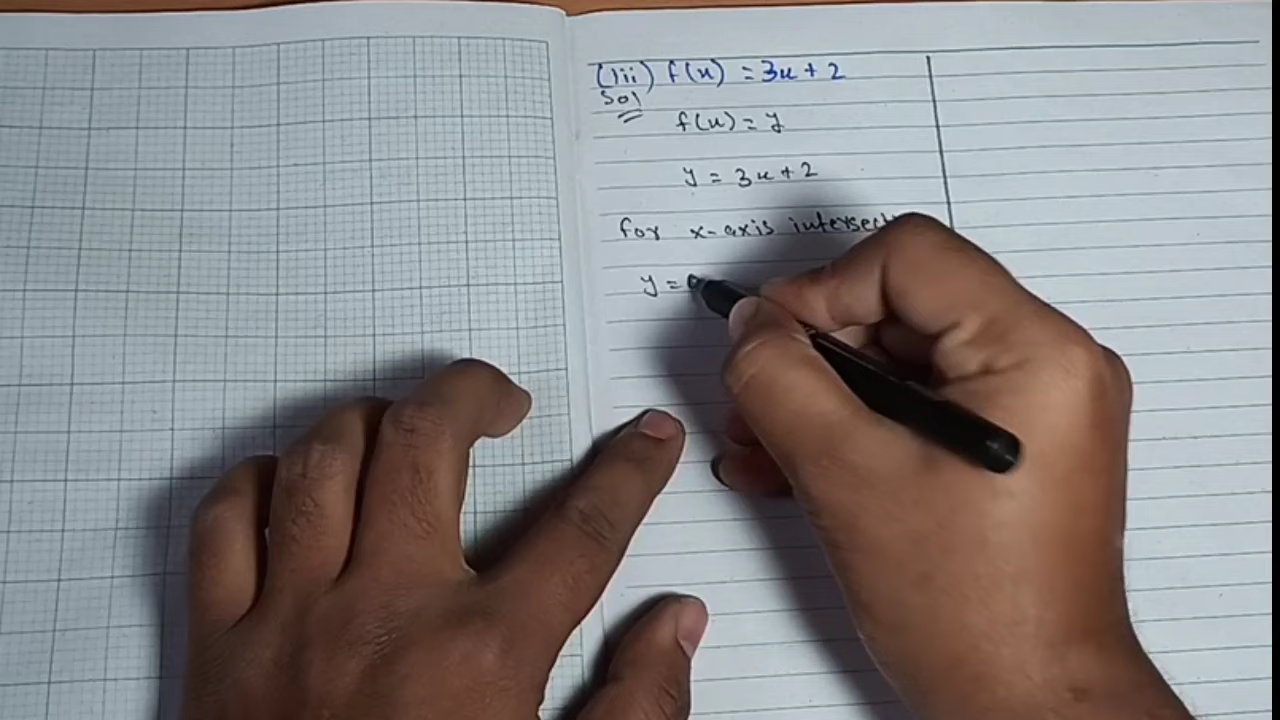 (iii) f(x) = 3x + 2
Sol
f(x) = y
y = 3x + 2
for x-axis intersect
y = 0